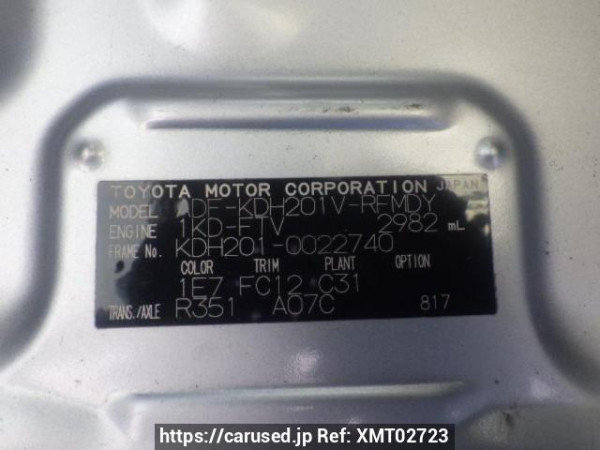 TOYOTA MOTOR CORPORATION JAPAN
MODEL ADF-KDH201V-RFMDY
ENGINE 1KD-FTV 2982 mL
FRAME No. KDH201-0022740
COLOR TRIM PLANT OPTION
1E7 FC12 C31
TRANS./AXLE R351 A07C 817
https://carused.jp Ref: XMT02723